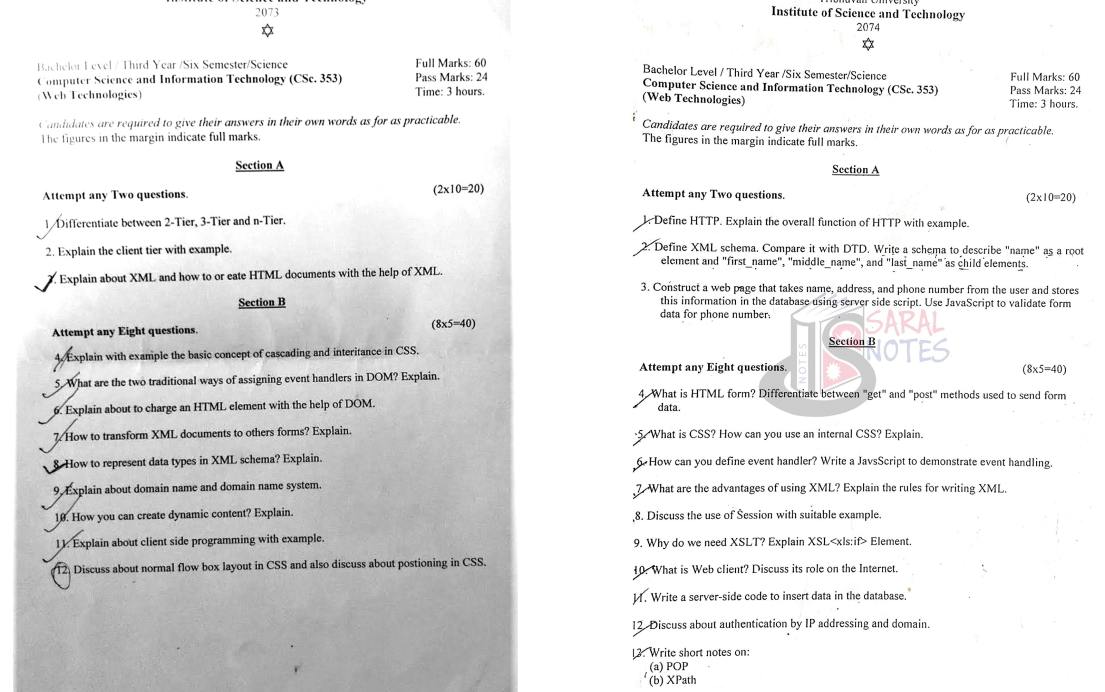 2073
Bachelor Level / Third Year /Six Semester/Science
Computer Science and Information Technology (CSc. 353)
(Web Technologies)
Full Marks: 60
Pass Marks: 24
Time: 3 hours.
Candidates are required to give their answers in their own words as for as practicable.
The figures in the margin indicate full marks.
Section A
Attempt any Two questions.
(2x10=20)
1. Differentiate between 2-Tier, 3-Tier and n-Tier.
2. Explain the client tier with example.
3. Explain about XML and how to or eate HTML documents with the help of XML.
Section B
Attempt any Eight questions.
(8x5=40)
4. Explain with example the basic concept of cascading and interitance in CSS.
5. What are the two traditional ways of assigning event handlers in DOM? Explain.
6. Explain about to charge an HTML element with the help of DOM.
7. How to transform XML documents to others forms? Explain.
8. How to represent data types in XML schema? Explain.
9. Explain about domain name and domain name system.
10. How you can create dynamic content? Explain.
11. Explain about client side programming with example.
12. Discuss about normal flow box layout in CSS and also discuss about postioning in CSS.
Institute of Science and Technology
2074
Bachelor Level / Third Year /Six Semester/Science
Computer Science and Information Technology (CSc. 353)
(Web Technologies)
Full Marks: 60
Pass Marks: 24
Time: 3 hours.
Candidates are required to give their answers in their own words as for as practicable.
The figures in the margin indicate full marks.
Section A
Attempt any Two questions.
(2x10=20)
1. Define HTTP. Explain the overall function of HTTP with example.
2. Define XML schema. Compare it with DTD. Write a schema to describe "name" as a root
element and "first_name", "middle_name", and "last_name" as child elements.
3. Construct a web page that takes name, address, and phone number from the user and stores
this information in the database using server side script. Use JavaScript to validate form
data for phone number.
SARAL
NOTES
NOTES
Section B
Attempt any Eight questions.
(8x5=40)
4. What is HTML form? Differentiate between "get" and "post" methods used to send form
data.
5. What is CSS? How can you use an internal CSS? Explain.
6. How can you define event handler? Write a JavsScript to demonstrate event handling.
7. What are the advantages of using XML? Explain the rules for writing XML.
8. Discuss the use of Session with suitable example.
9. Why do we need XSLT? Explain XSL<xls:if> Element.
10. What is Web client? Discuss its role on the Internet.
11. Write a server-side code to insert data in the database.
12. Discuss about authentication by IP addressing and domain.
13. Write short notes on:
(a) POP
(b) XPath